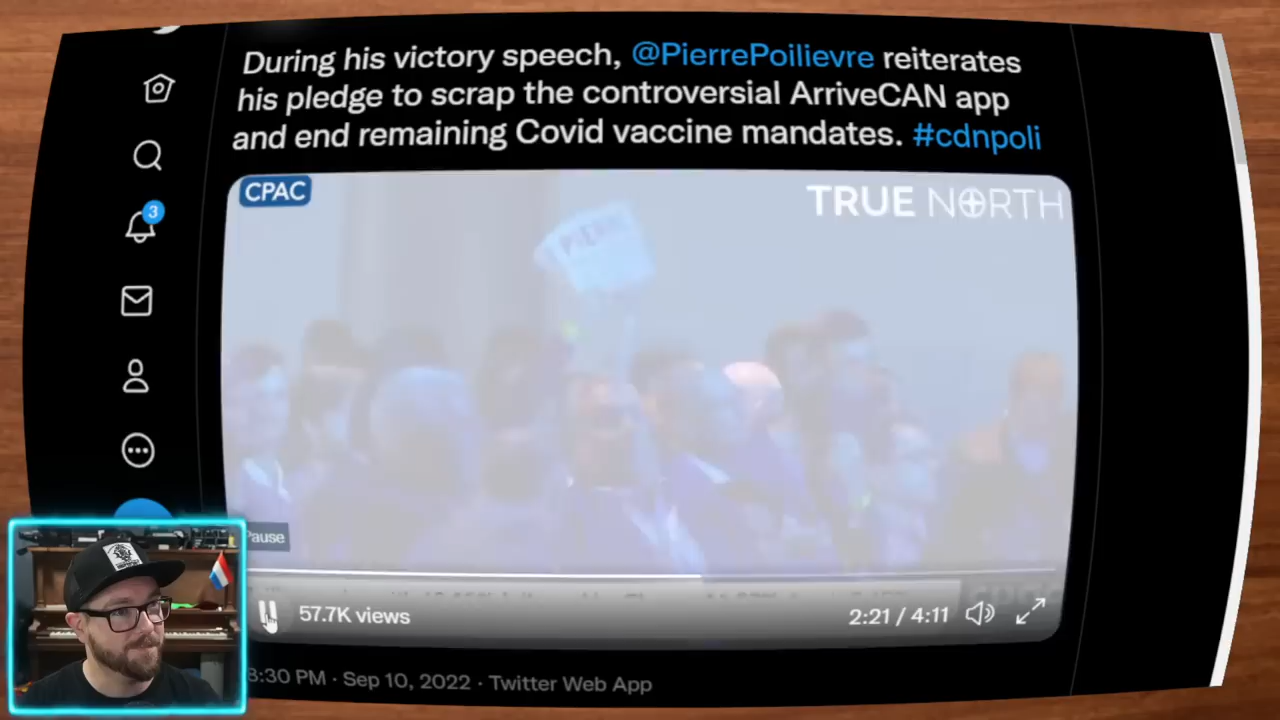 During his victory speech, @PierrePoilievre reiterates
his pledge to scrap the controversial ArriveCAN app
and end remaining Covid vaccine mandates. #cdnpoli
3
CPAC
TRUE NORTH
PIERRE
Pause
57.7K views
2:21 / 4:11
8:30 PM · Sep 10, 2022 · Twitter Web App